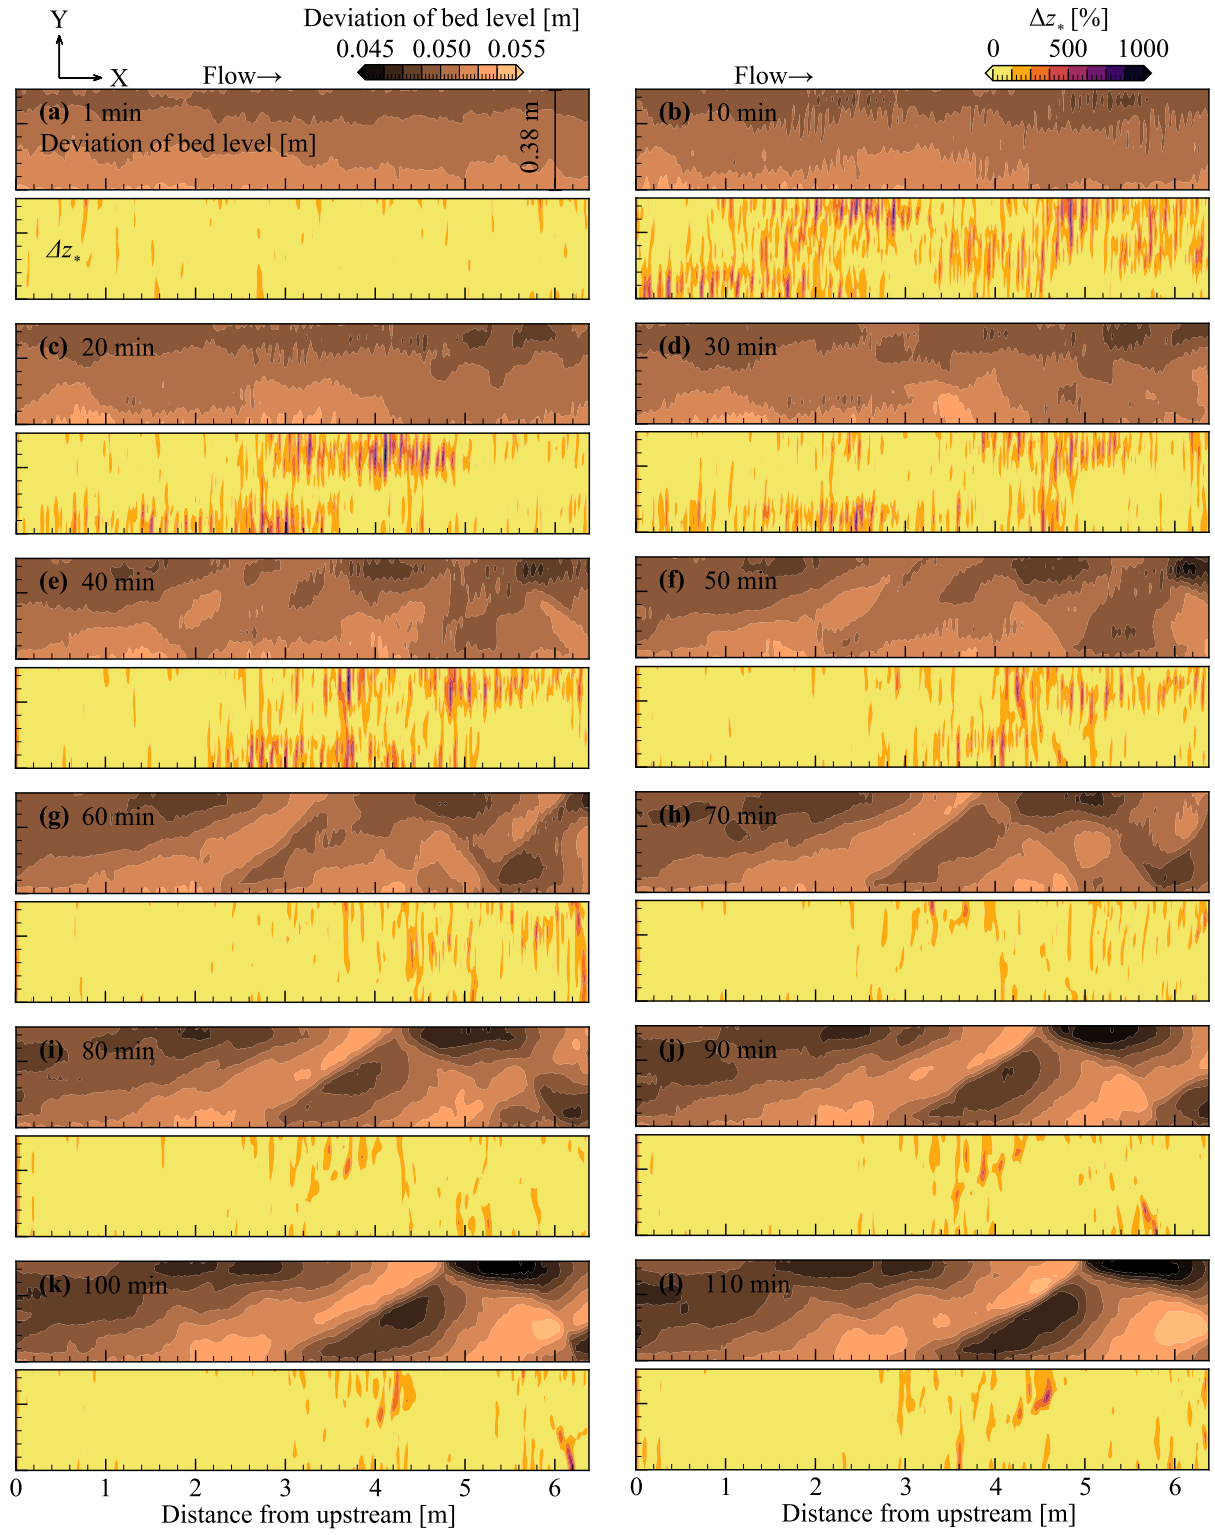 Y
X
Deviation of bed level [m]
0.045 0.050 0.055
Flow→
Δz* [%]
0 500 1000
Flow→
(a) 1 min
Deviation of bed level [m]
0.38 m
Δz*
(b) 10 min
(c) 20 min
(d) 30 min
(e) 40 min
(f) 50 min
(g) 60 min
(h) 70 min
(i) 80 min
(j) 90 min
(k) 100 min
(l) 110 min
0 1 2 3 4 5 6
Distance from upstream [m]
0 1 2 3 4 5 6
Distance from upstream [m]